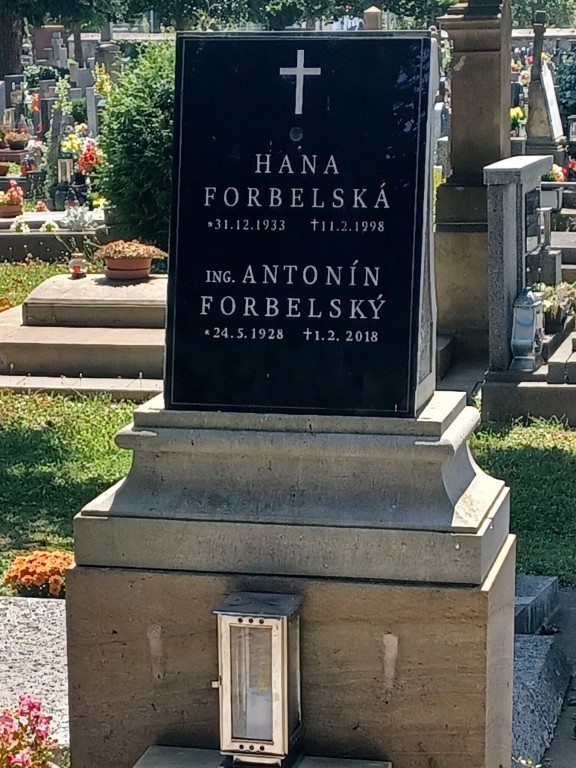 HANA
FORBELSKÁ
*31.12.1933 †11.2.1998
ING. ANTONÍN
FORBELSKÝ
*24.5.1928 †1.2.2018